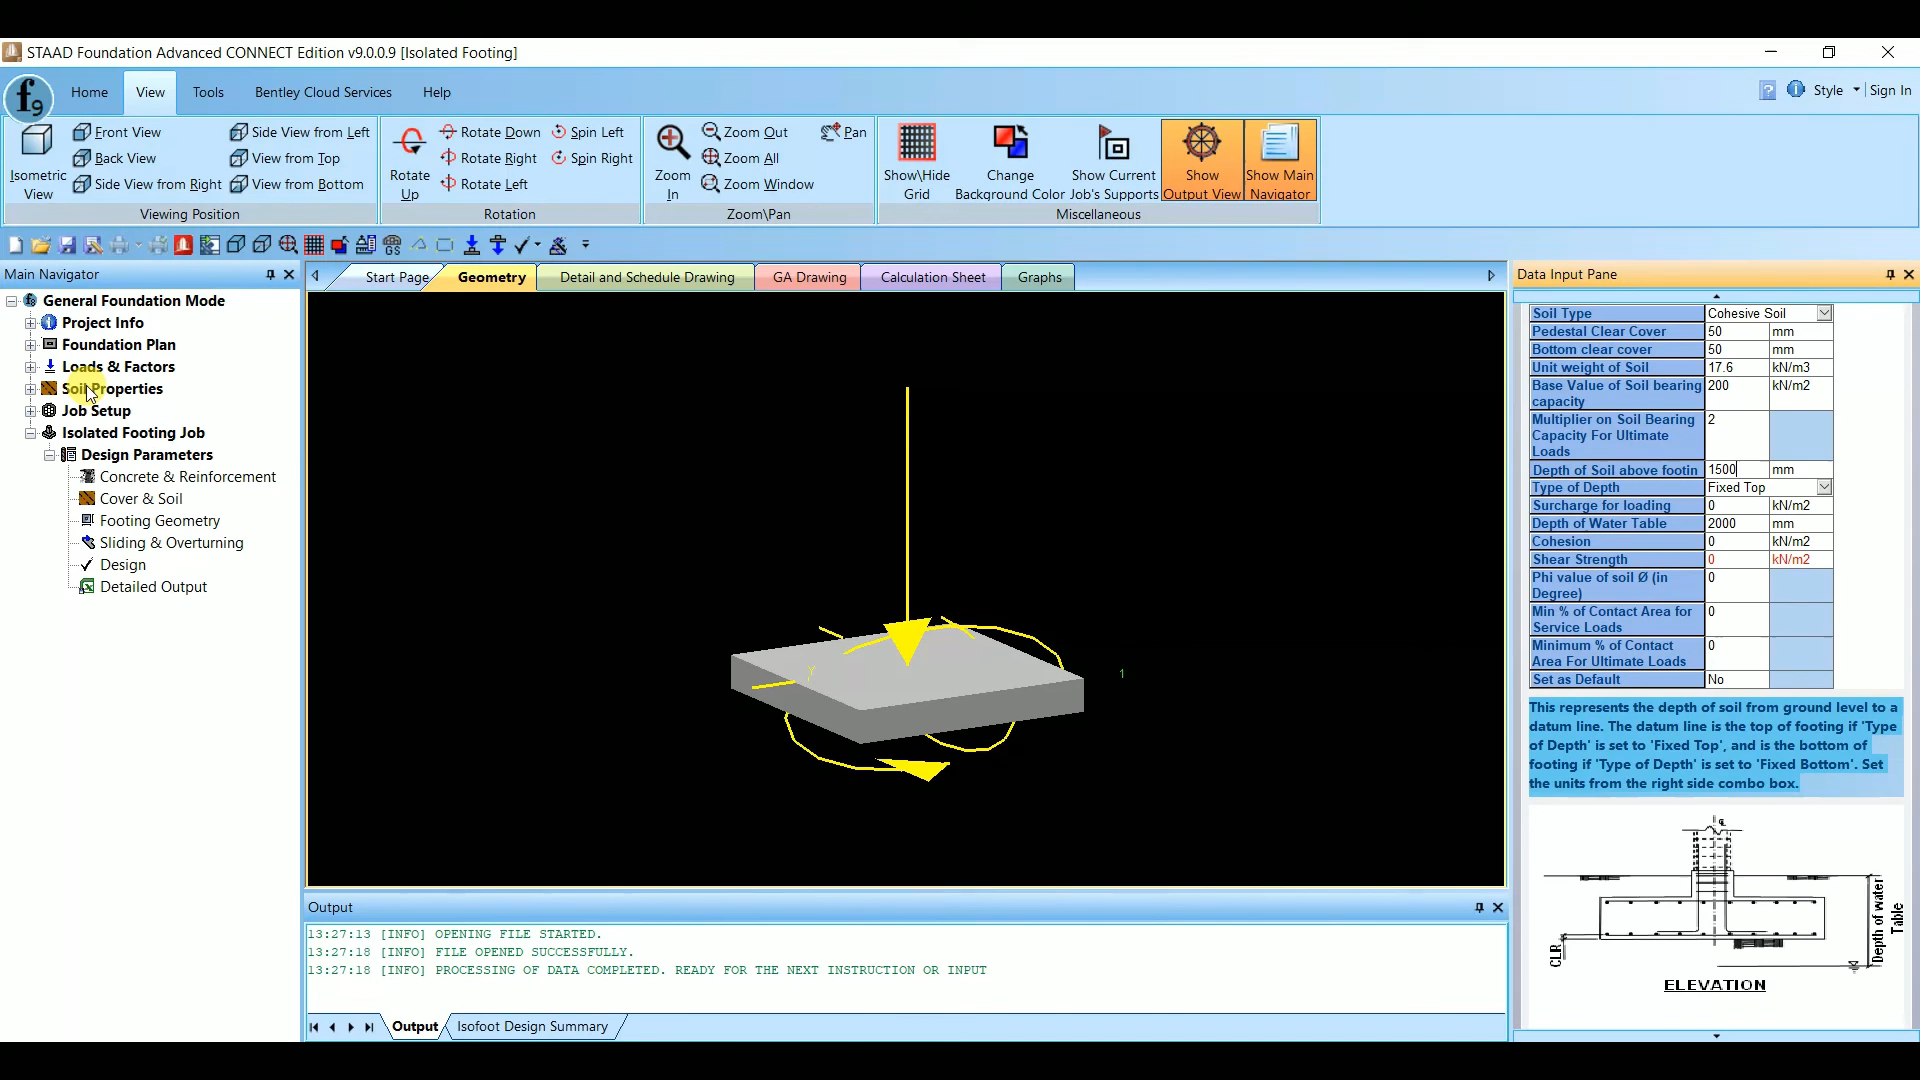 STAAD Foundation Advanced CONNECT Edition v9.0.0.9 [Isolated Footing]
f9
Home
View
Tools
Bentley Cloud Services
Help
Style
Sign In
Isometric View
Front View
Back View
Side View from Right
Side View from Left
View from Top
View from Bottom
Viewing Position
Rotate Up
Rotate Down
Rotate Right
Rotate Left
Spin Left
Spin Right
Rotation
Zoom In
Zoom Out
Zoom All
Zoom Window
Pan
Zoom\Pan
Show\Hide Grid
Change Background Color
Show Current Job's Supports
Show Output View
Show Main Navigator
Miscellaneous
GS
Main Navigator
General Foundation Mode
Project Info
Foundation Plan
Loads & Factors
Soil Properties
Job Setup
Isolated Footing Job
Design Parameters
Concrete & Reinforcement
Cover & Soil
Footing Geometry
Sliding & Overturning
Design
Detailed Output
Start Page
Geometry
Detail and Schedule Drawing
GA Drawing
Calculation Sheet
Graphs
Y
1
Output
13:27:13 [INFO] OPENING FILE STARTED.
13:27:18 [INFO] FILE OPENED SUCCESSFULLY.
13:27:18 [INFO] PROCESSING OF DATA COMPLETED. READY FOR THE NEXT INSTRUCTION OR INPUT
Output
Isofoot Design Summary
Data Input Pane
Soil Type Cohesive Soil
Pedestal Clear Cover 50 mm
Bottom clear cover 50 mm
Unit weight of Soil 17.6 kN/m3
Base Value of Soil bearing 200 kN/m2
capacity
Multiplier on Soil Bearing 2
Capacity For Ultimate
Loads
Depth of Soil above footin 1500 mm
Type of Depth Fixed Top
Surcharge for loading 0 kN/m2
Depth of Water Table 2000 mm
Cohesion 0 kN/m2
Shear Strength 0 kN/m2
Phi value of soil Ø (in 0
Degree)
Min % of Contact Area for 0
Service Loads
Minimum % of Contact 0
Area For Ultimate Loads
Set as Default No
This represents the depth of soil from ground level to a
datum line. The datum line is the top of footing if 'Type
of Depth' is set to 'Fixed Top', and is the bottom of
footing if 'Type of Depth' is set to 'Fixed Bottom'. Set
the units from the right side combo box.
CLR
Depth of water
Table
ELEVATION